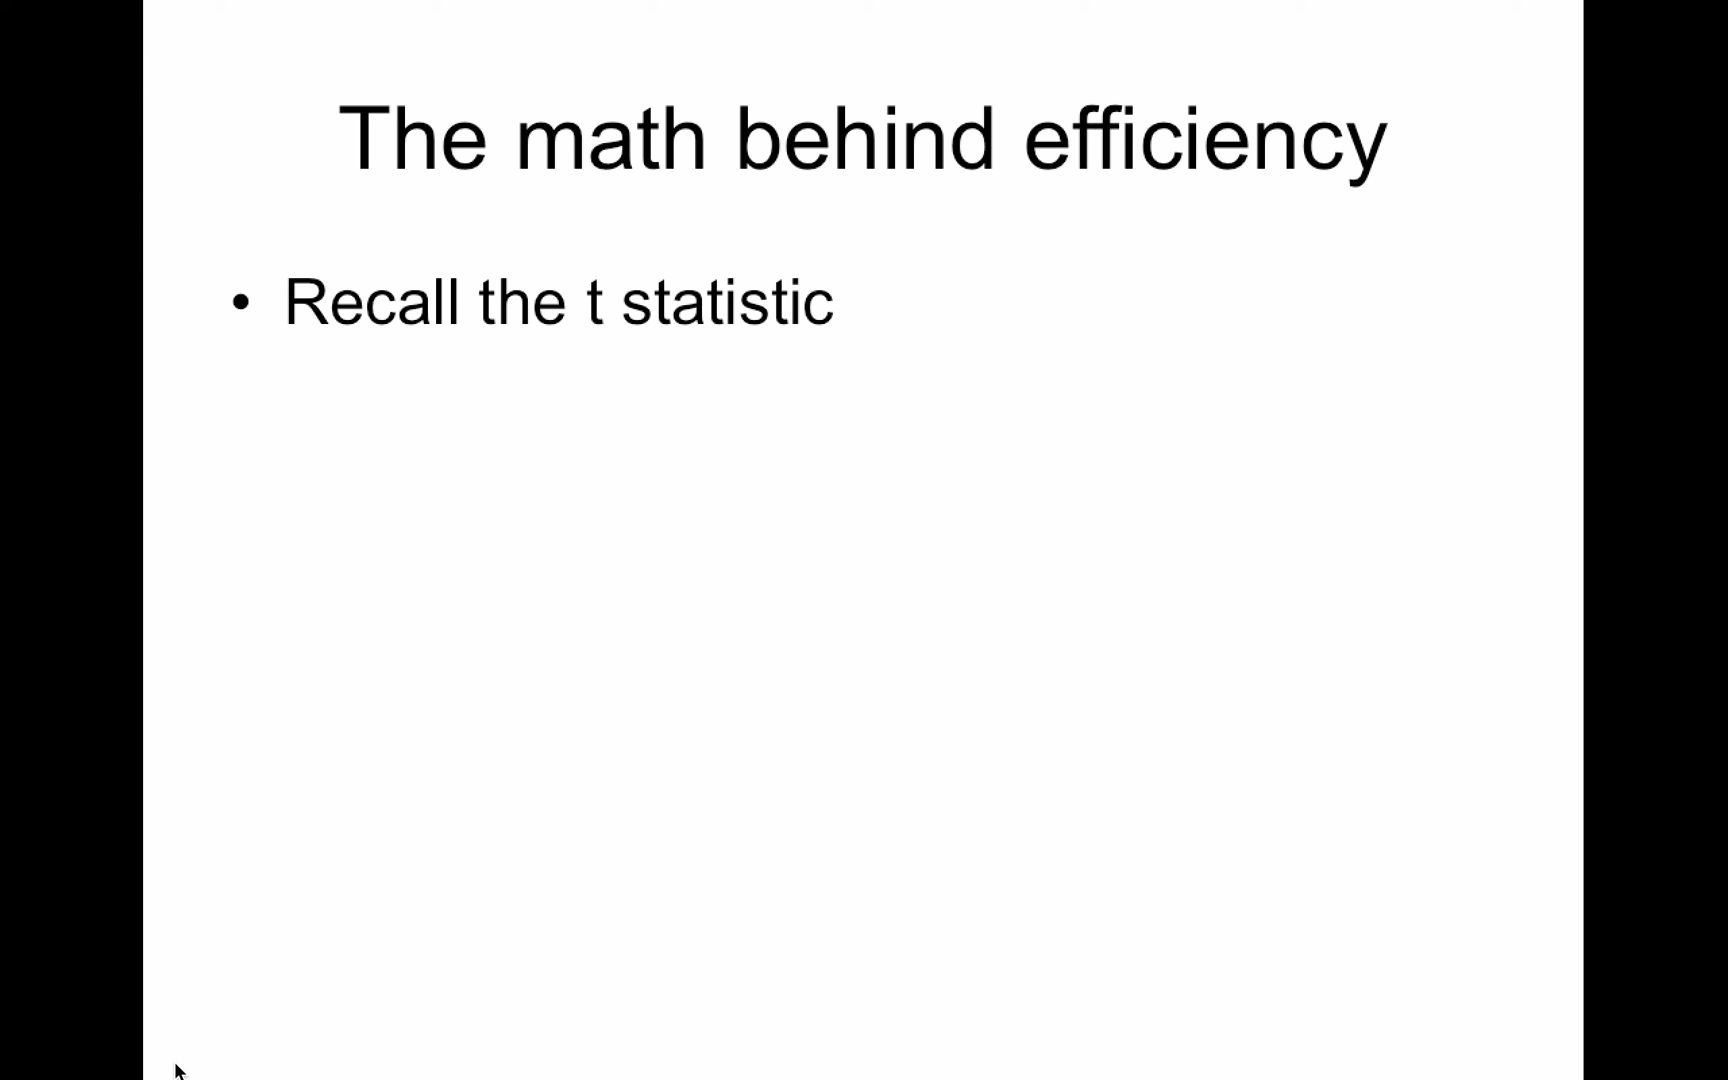 The math behind efficiency
• Recall the t statistic